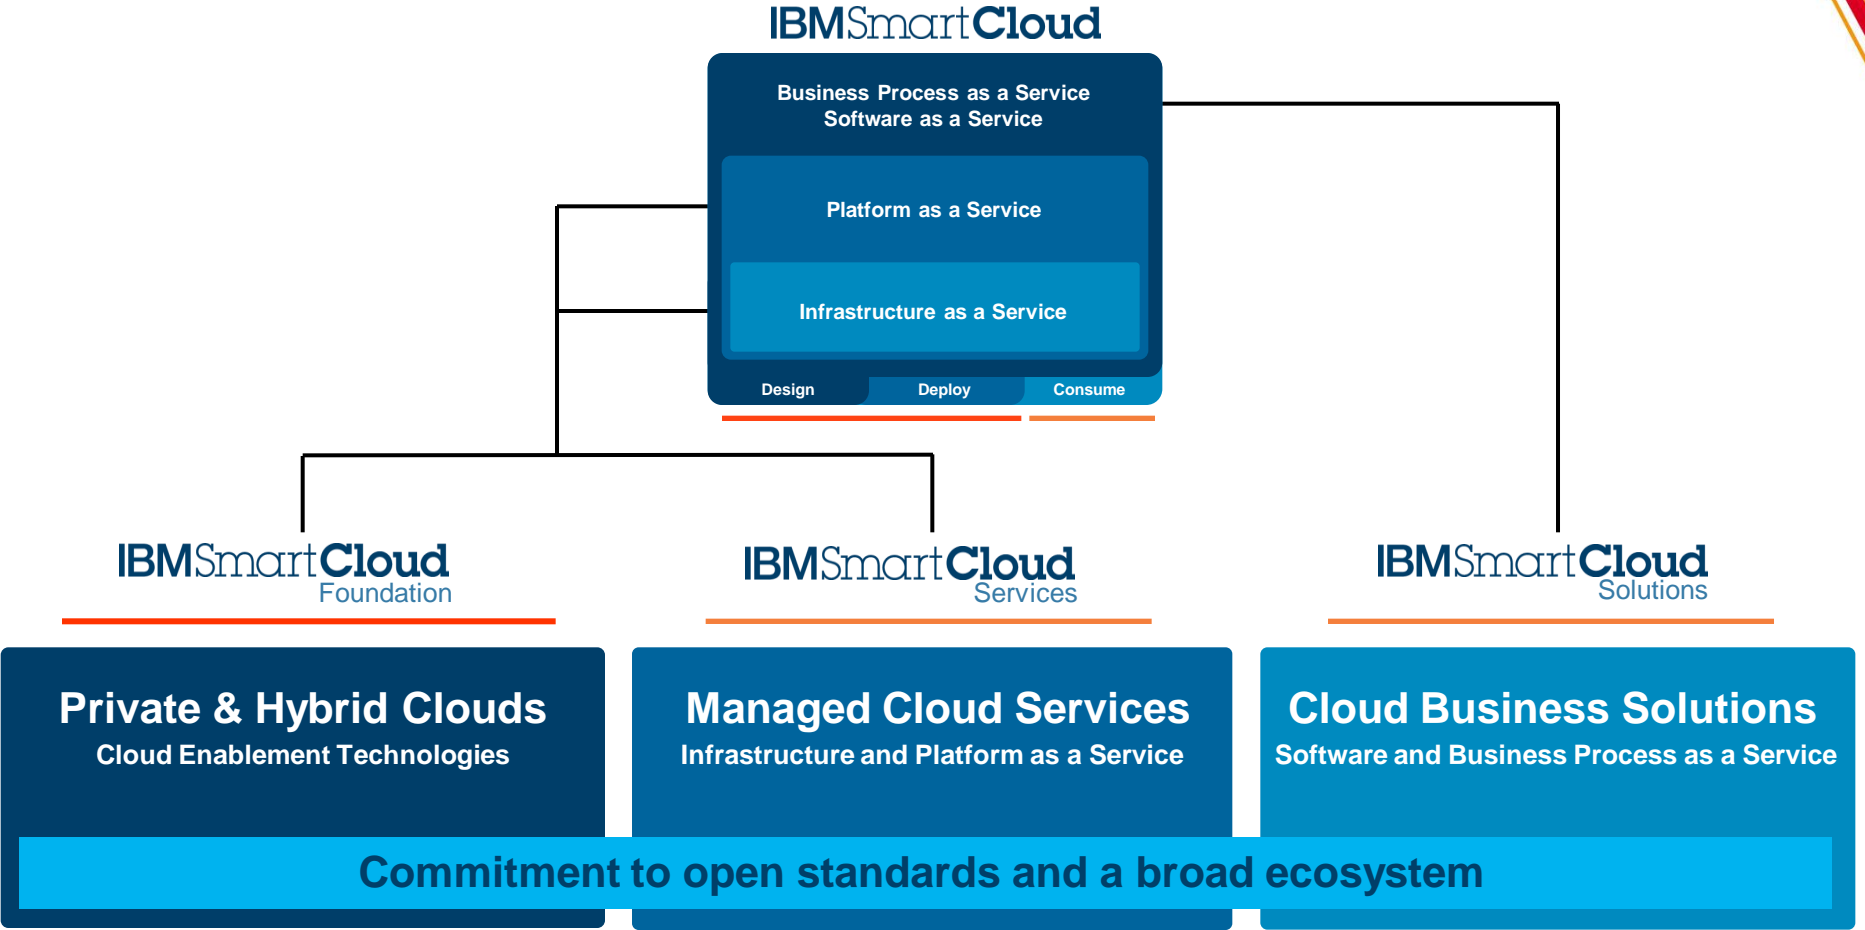 IBMSmartCloud
Business Process as a Service
Software as a Service
Platform as a Service
Infrastructure as a Service
Design Deploy Consume
IBMSmartCloud
Foundation
IBMSmartCloud
Services
IBMSmartCloud
Solutions
Private & Hybrid Clouds
Cloud Enablement Technologies
Managed Cloud Services
Infrastructure and Platform as a Service
Cloud Business Solutions
Software and Business Process as a Service
Commitment to open standards and a broad ecosystem